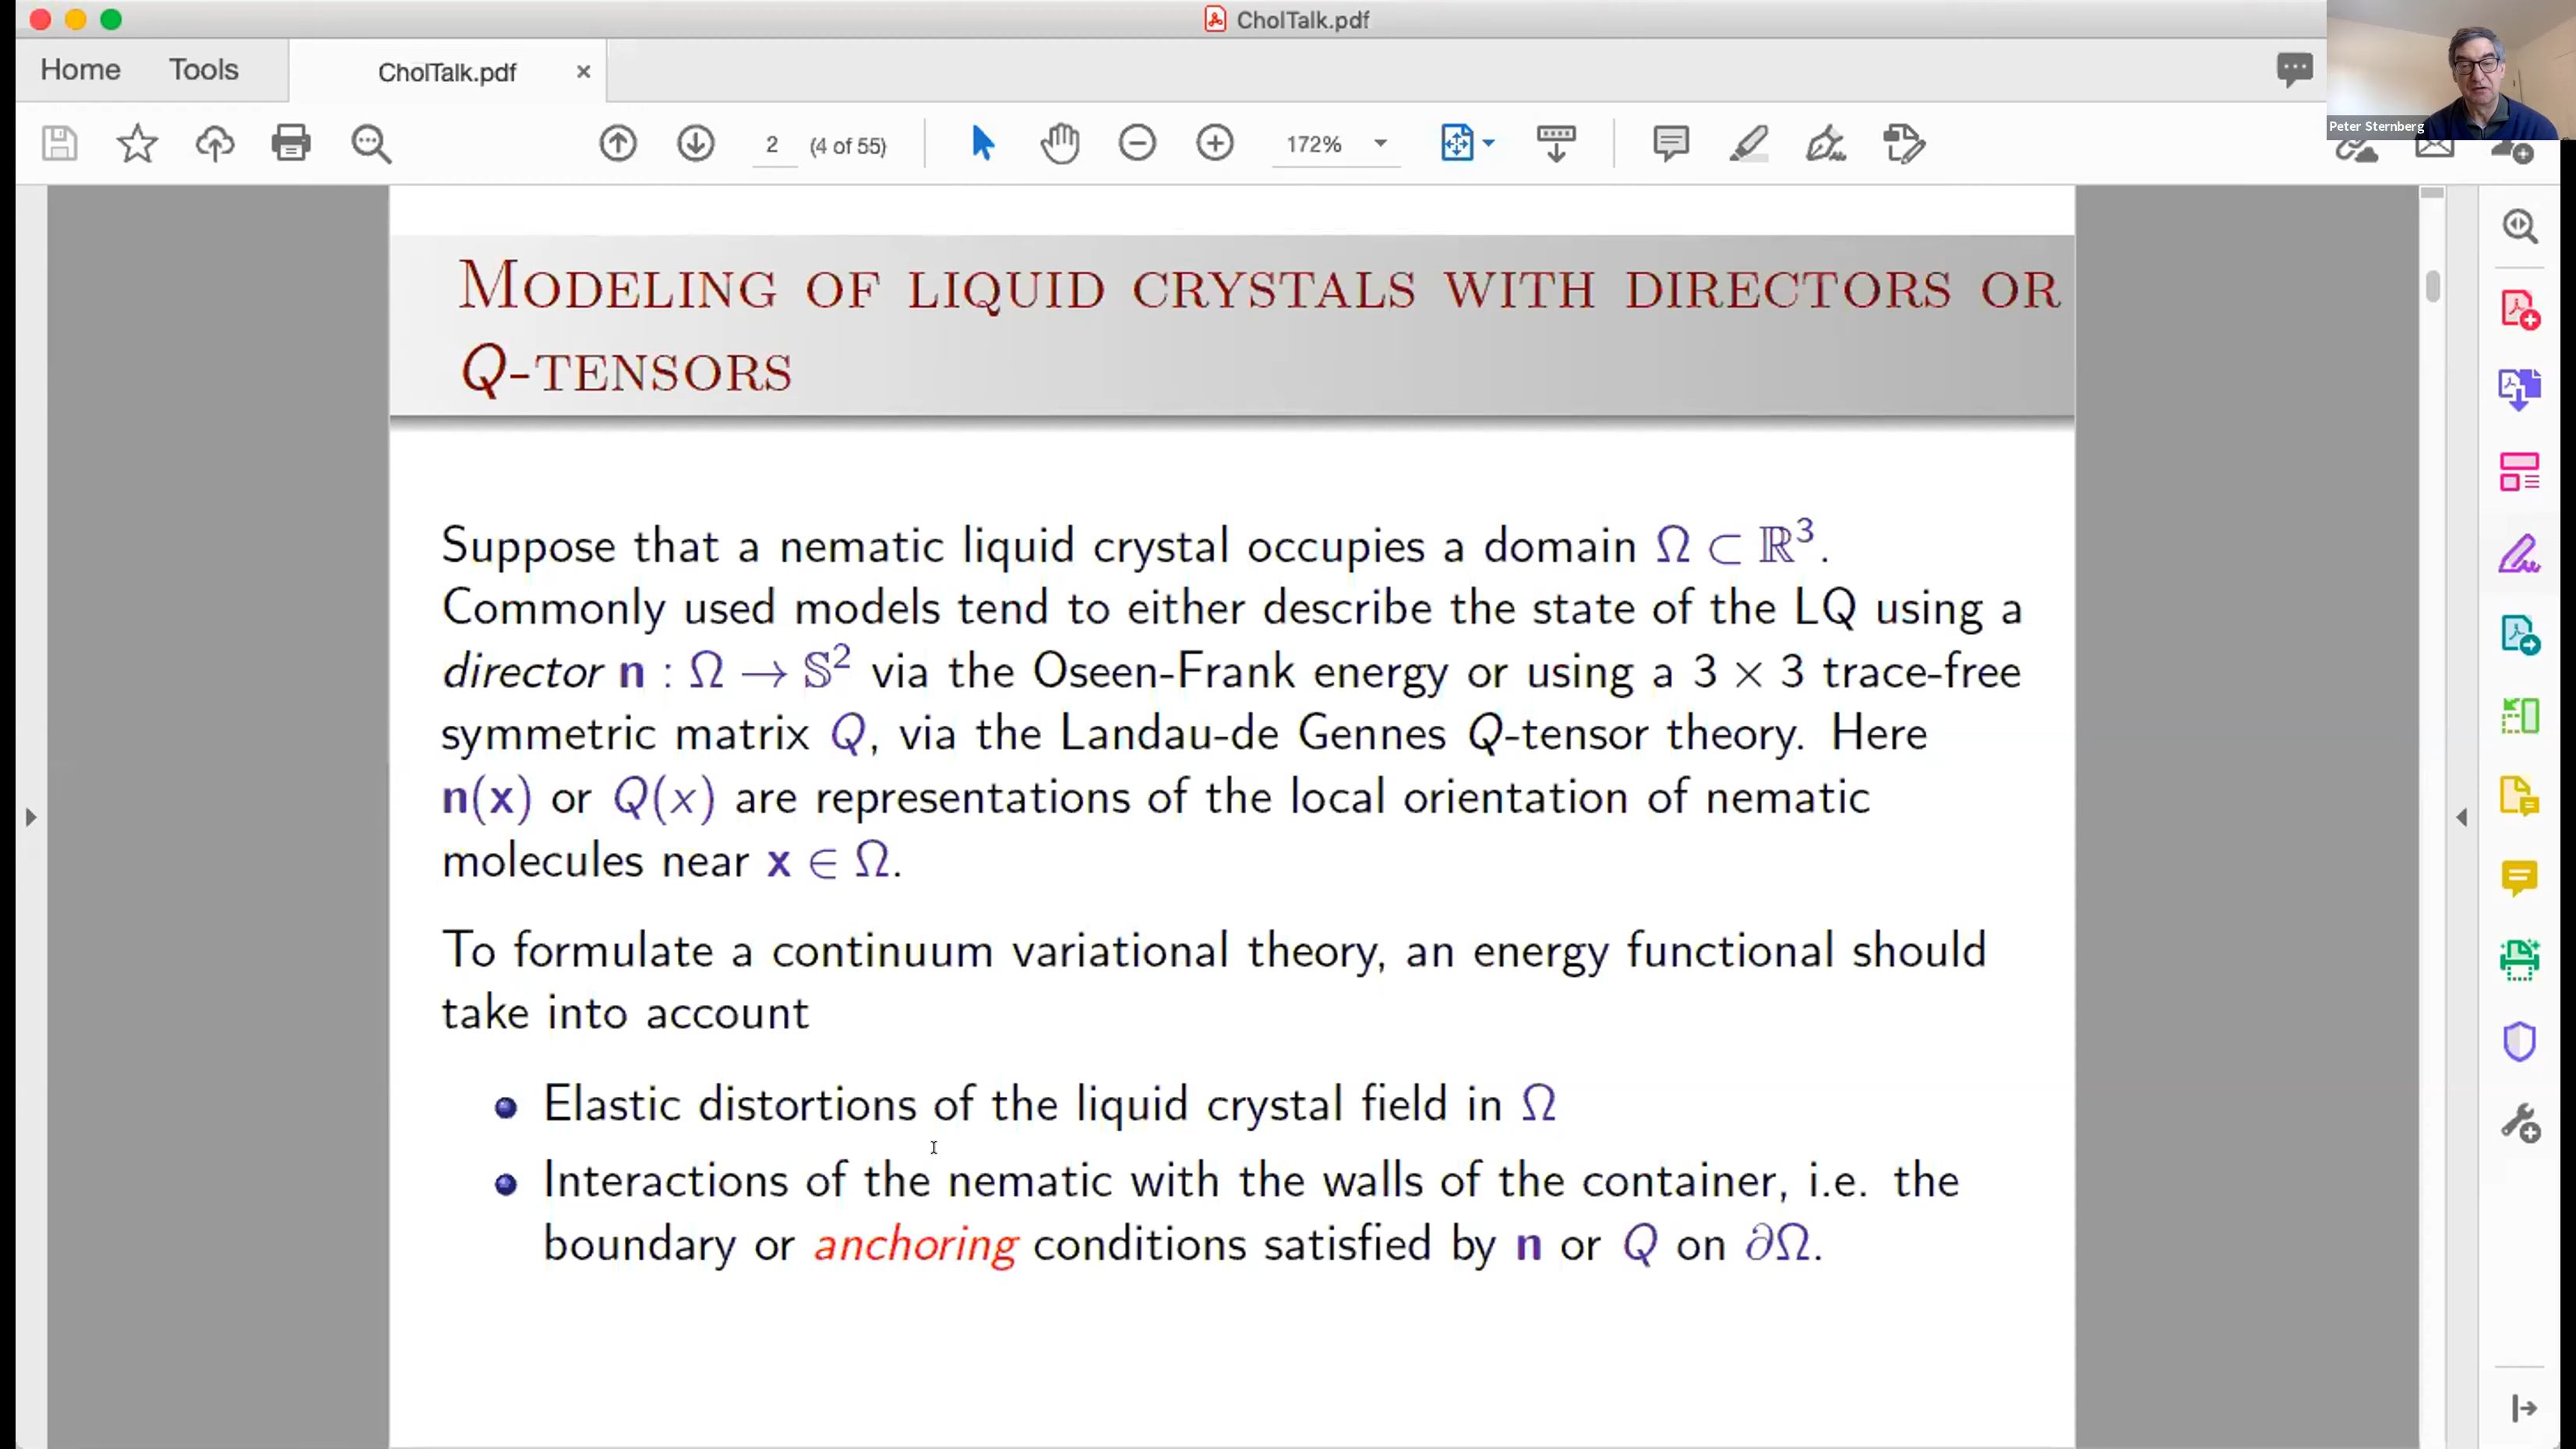 CholTalk.pdf
Home Tools CholTalk.pdf ×
Peter Sternberg
2 (4 of 55) 172%
Modeling of liquid crystals with directors or
Q-tensors
Suppose that a nematic liquid crystal occupies a domain Ω ⊂ ℝ³.
Commonly used models tend to either describe the state of the LQ using a
director n : Ω → 𝕊² via the Oseen-Frank energy or using a 3 × 3 trace-free
symmetric matrix Q, via the Landau-de Gennes Q-tensor theory. Here
n(x) or Q(x) are representations of the local orientation of nematic
molecules near x ∈ Ω.
To formulate a continuum variational theory, an energy functional should
take into account
Elastic distortions of the liquid crystal field in Ω
Interactions of the nematic with the walls of the container, i.e. the
boundary or anchoring conditions satisfied by n or Q on ∂Ω.